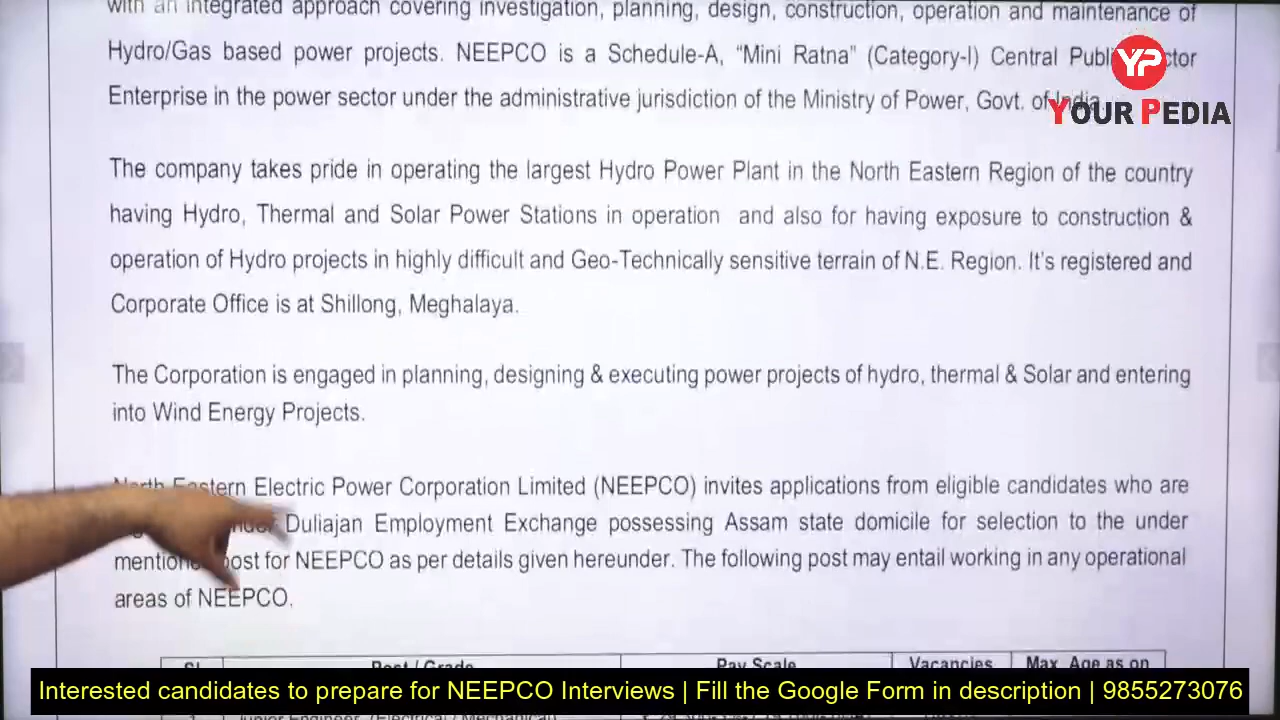 with an integrated approach covering investigation, planning, design, construction, operation and maintenance of
Hydro/Gas based power projects. NEEPCO is a Schedule-A, “Mini Ratna” (Category-I) Central Public Sector
YP
Enterprise in the power sector under the administrative jurisdiction of the Ministry of Power, Govt. of India.
YOUR PEDIA
The company takes pride in operating the largest Hydro Power Plant in the North Eastern Region of the country
having Hydro, Thermal and Solar Power Stations in operation and also for having exposure to construction &
operation of Hydro projects in highly difficult and Geo-Technically sensitive terrain of N.E. Region. It’s registered and
Corporate Office is at Shillong, Meghalaya.
The Corporation is engaged in planning, designing & executing power projects of hydro, thermal & Solar and entering
into Wind Energy Projects.
North Eastern Electric Power Corporation Limited (NEEPCO) invites applications from eligible candidates who are
Duliajan Employment Exchange possessing Assam state domicile for selection to the under
mentioned post for NEEPCO as per details given hereunder. The following post may entail working in any operational
areas of NEEPCO.
Sl. Post / Grade Pay Scale Vacancies Max. Age as on
Interested candidates to prepare for NEEPCO Interviews | Fill the Google Form in description | 9855273076